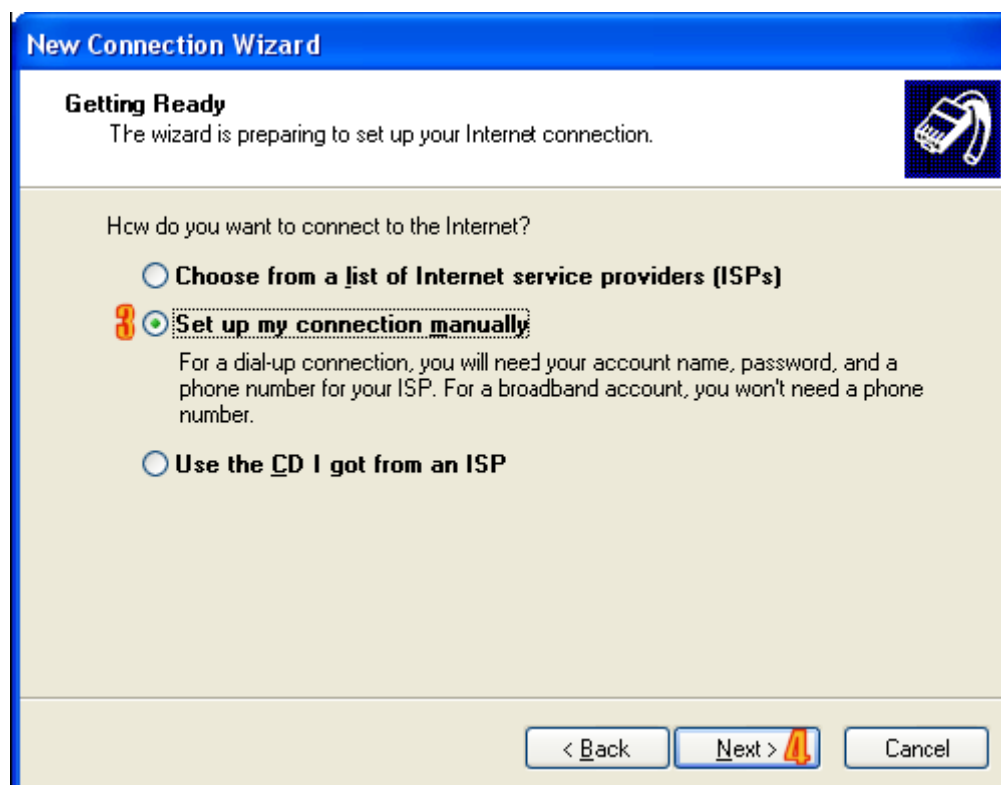 New Connection Wizard
Getting Ready
The wizard is preparing to set up your Internet connection.
How do you want to connect to the Internet?
Choose from a list of Internet service providers (ISPs)
3 Set up my connection manually
For a dial-up connection, you will need your account name, password, and a
phone number for your ISP. For a broadband account, you won't need a phone
number.
Use the CD I got from an ISP
< Back Next > 4 Cancel